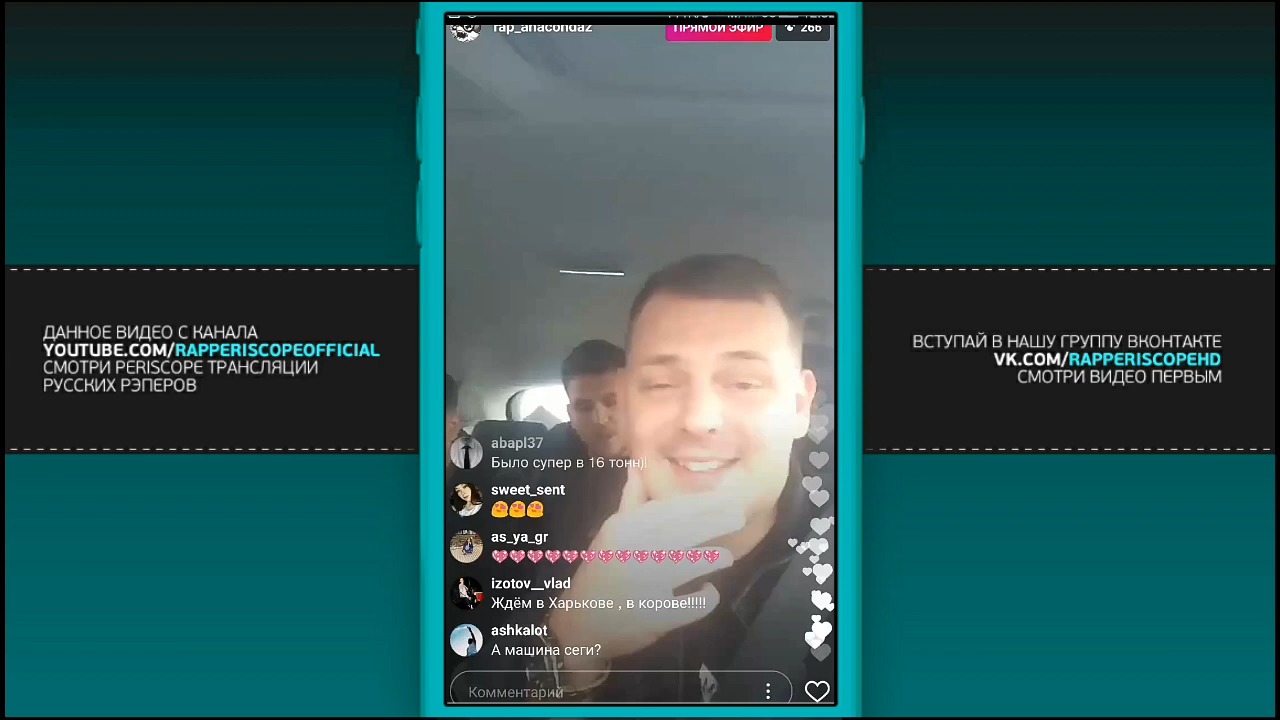 rap_anacondaz
ПРЯМОЙ ЭФИР
266
ДАННОЕ ВИДЕО С КАНАЛА
YOUTUBE.COM/RAPPERISCOPEOFFICIAL
СМОТРИ PERISCOPE ТРАНСЛЯЦИИ
РУССКИХ РЭПЕРОВ
ВСТУПАЙ В НАШУ ГРУППУ ВКОНТАКТЕ
VK.COM/RAPPERISCOPEHD
СМОТРИ ВИДЕО ПЕРВЫМ
abapl37
Было супер в 16 тонн)!
sweet_sent
😍😍😍
as_ya_gr
💖💖💖💖💖💖💖💖💖💖💖💖💖
izotov__vlad
Ждём в Харькове , в корове!!!!!
ashkalot
А машина сеги?
Комментарий